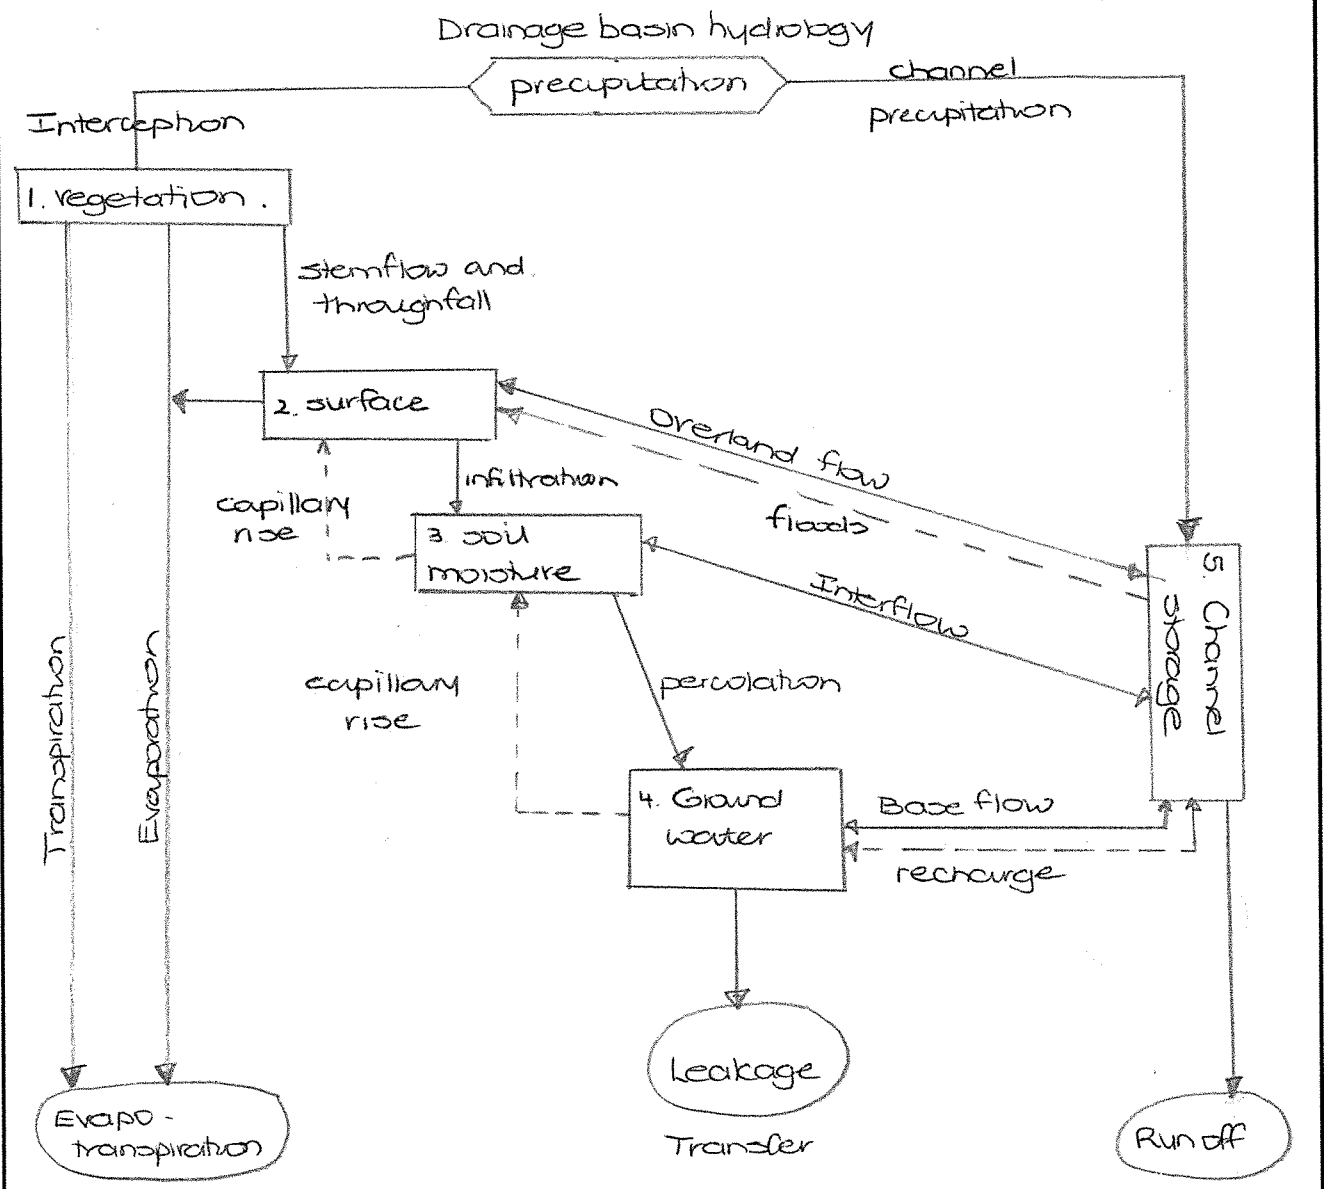 Drainage basin hydrology
precipitation
channel
precipitation
Interception
1. vegetation.
stemflow and
throughfall
2. surface
Overland flow
floods
infiltration
capillary
rise
3. soil
moisture
Interflow
5. Channel
storage
capillary
rise
percolation
Transpiration
Evaporation
4. Ground
water
Base flow
recharge
Leakage
Transfer
Evapo-
transpiration
Run off